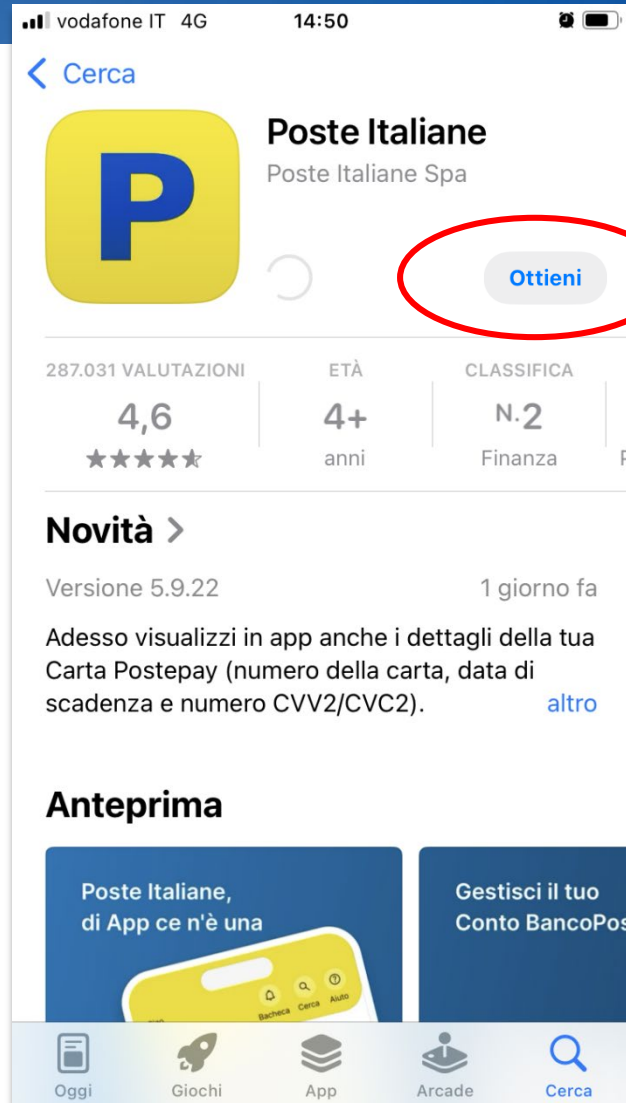 vodafone IT 4G 14:50
Cerca
P
Poste Italiane
Poste Italiane Spa
Ottieni
287.031 VALUTAZIONI ETÀ CLASSIFICA
4,6 4+ N.2
anni Finanza
Novità
Versione 5.9.22 1 giorno fa
Adesso visualizzi in app anche i dettagli della tua
Carta Postepay (numero della carta, data di
scadenza e numero CVV2/CVC2). altro
Anteprima
Poste Italiane,
di App ce n'è una
Bacheca Cerca Aiuto
Gestisci il tuo
Conto BancoPos
Oggi Giochi App Arcade Cerca